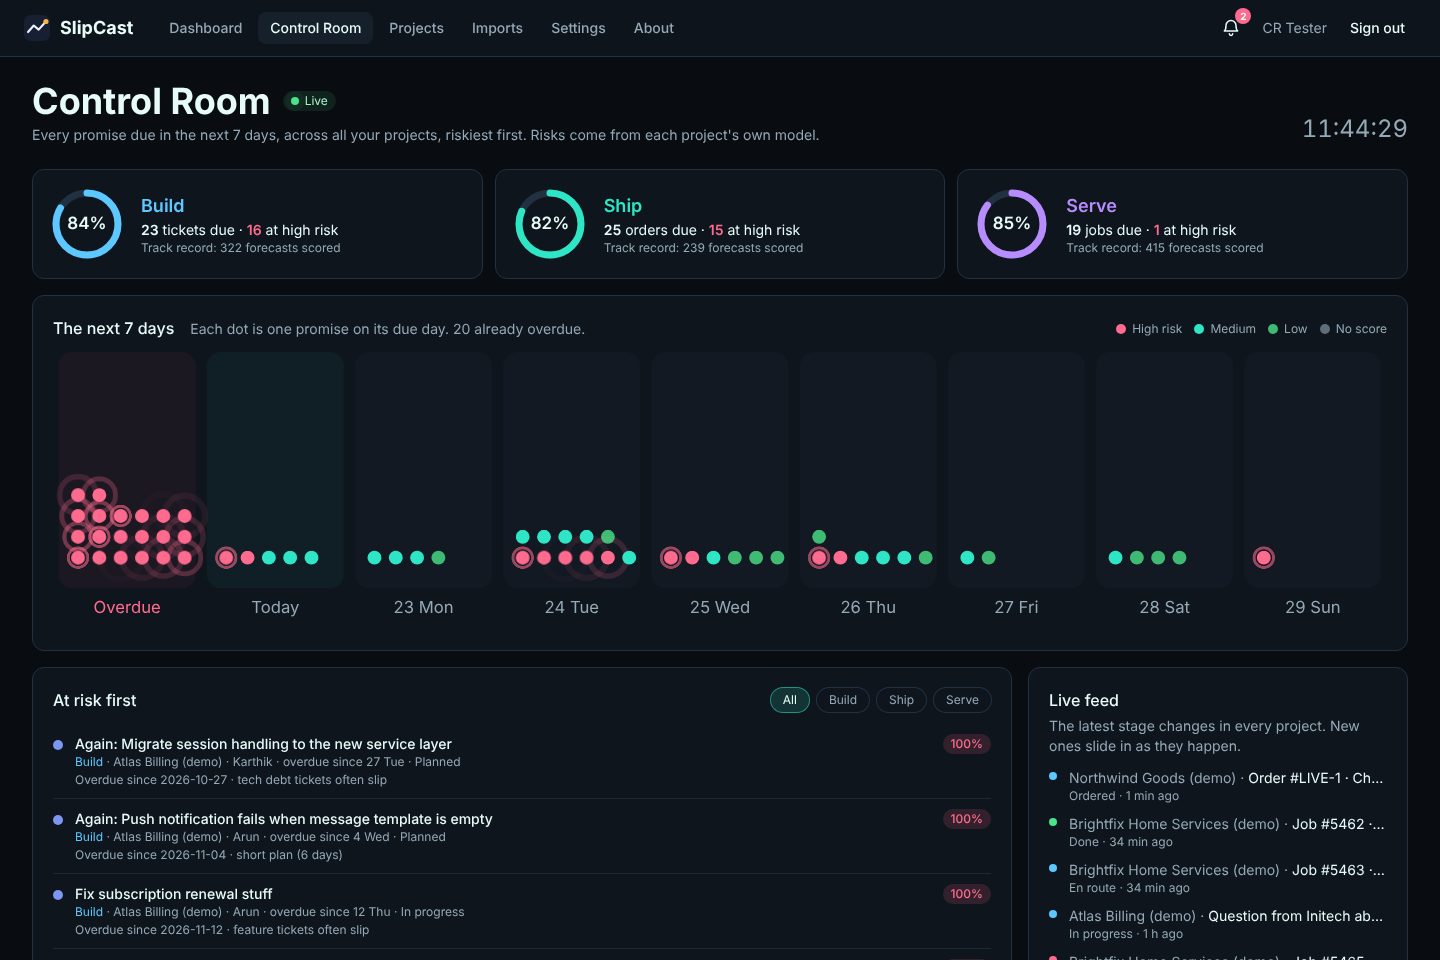 SlipCast
Dashboard
Control Room
Projects
Imports
Settings
About
2
CR Tester
Sign out
Control Room
Live
Every promise due in the next 7 days, across all your projects, riskiest first. Risks come from each project's own model.
11:44:29
84%
Build
23 tickets due · 16 at high risk
Track record: 322 forecasts scored
82%
Ship
25 orders due · 15 at high risk
Track record: 239 forecasts scored
85%
Serve
19 jobs due · 1 at high risk
Track record: 415 forecasts scored
The next 7 days
Each dot is one promise on its due day. 20 already overdue.
High risk
Medium
Low
No score
Overdue
Today
23 Mon
24 Tue
25 Wed
26 Thu
27 Fri
28 Sat
29 Sun
At risk first
All
Build
Ship
Serve
Again: Migrate session handling to the new service layer
100%
Build · Atlas Billing (demo) · Karthik · overdue since 27 Tue · Planned
Overdue since 2026-10-27 · tech debt tickets often slip
Again: Push notification fails when message template is empty
100%
Build · Atlas Billing (demo) · Arun · overdue since 4 Wed · Planned
Overdue since 2026-11-04 · short plan (6 days)
Fix subscription renewal stuff
100%
Build · Atlas Billing (demo) · Arun · overdue since 12 Thu · In progress
Overdue since 2026-11-12 · feature tickets often slip
Live feed
The latest stage changes in every project. New
ones slide in as they happen.
Northwind Goods (demo) · Order #LIVE-1 · Ch...
Ordered · 1 min ago
Brightfix Home Services (demo) · Job #5462 ·...
Done · 34 min ago
Brightfix Home Services (demo) · Job #5463 ·...
En route · 34 min ago
Atlas Billing (demo) · Question from Initech ab...
In progress · 1 h ago